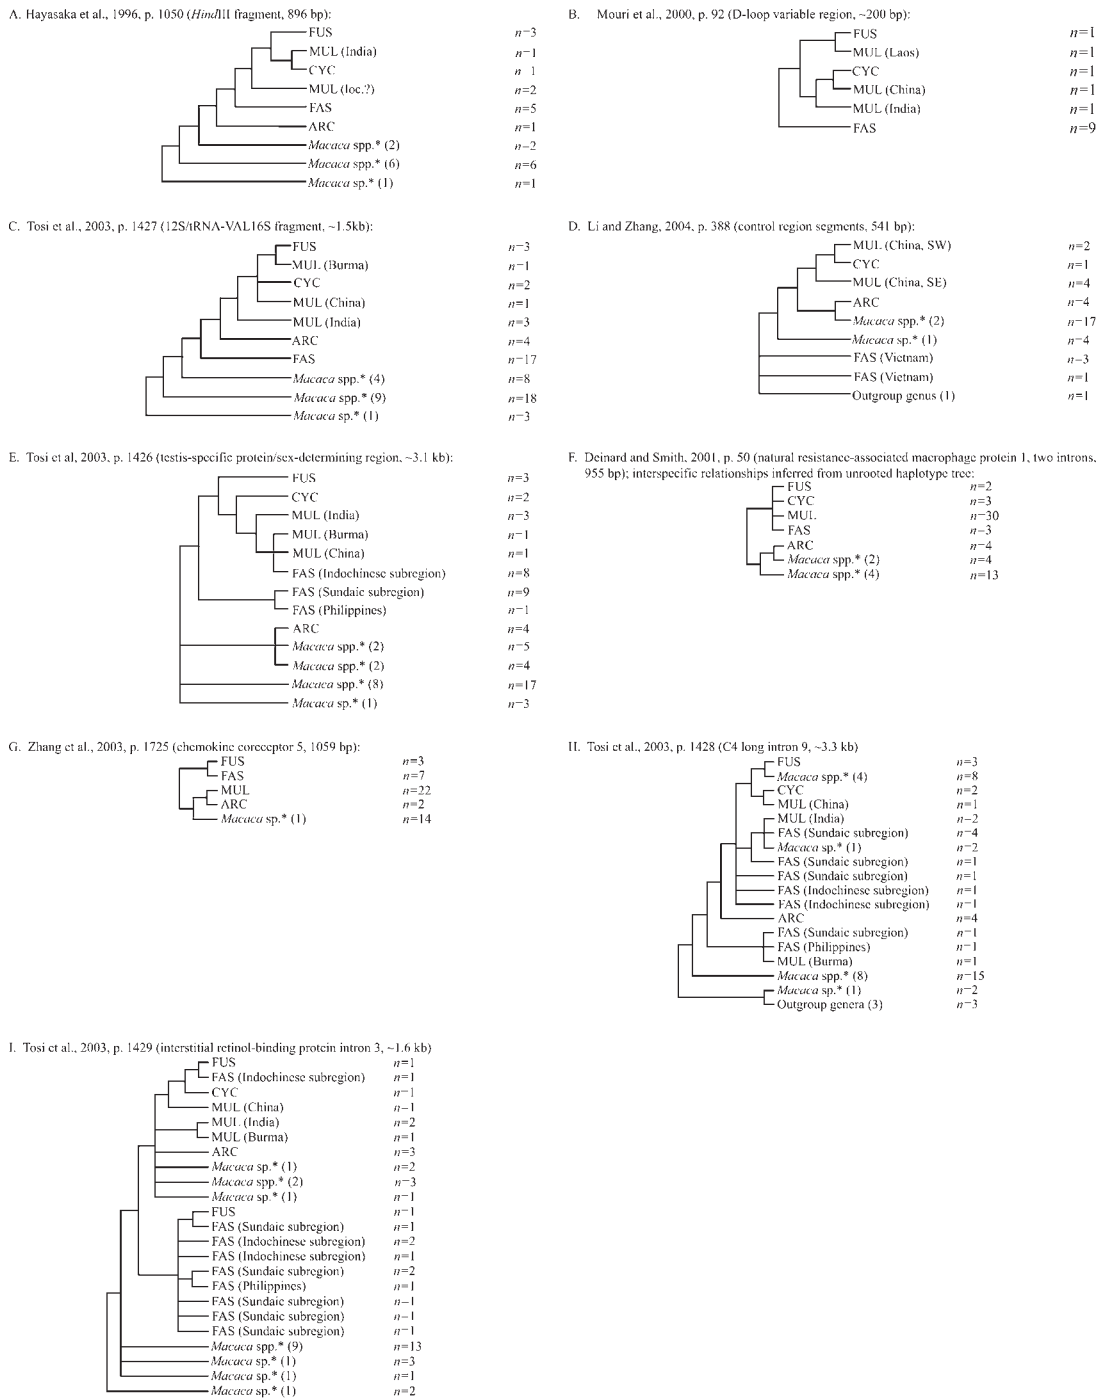 A. Hayasaka et al., 1996, p. 1050 (HindIII fragment, 896 bp):
FUS n=3
MUL (India) n=1
CYC n=1
MUL (loc.?) n=2
FAS n=5
ARC n=1
Macaca spp.* (2) n=2
Macaca spp.* (6) n=6
Macaca sp.* (1) n=1
B. Mouri et al., 2000, p. 92 (D-loop variable region, ~200 bp):
FUS n=1
MUL (Laos) n=1
CYC n=1
MUL (China) n=1
MUL (India) n=1
FAS n=9
C. Tosi et al., 2003, p. 1427 (12S/tRNA-VAL16S fragment, ~1.5kb):
FUS n=3
MUL (Burma) n=1
CYC n=2
MUL (China) n=1
MUL (India) n=3
ARC n=4
FAS n=17
Macaca spp.* (4) n=8
Macaca spp.* (9) n=18
Macaca sp.* (1) n=3
D. Li and Zhang, 2004, p. 388 (control region segments, 541 bp):
MUL (China, SW) n=2
CYC n=1
MUL (China, SE) n=4
ARC n=4
Macaca spp.* (2) n=17
Macaca sp.* (1) n=4
FAS (Vietnam) n=3
FAS (Vietnam) n=1
Outgroup genus (1) n=1
E. Tosi et al, 2003, p. 1426 (testis-specific protein/sex-determining region, ~3.1 kb):
FUS n=3
CYC n=2
MUL (India) n=3
MUL (Burma) n=1
MUL (China) n=1
FAS (Indochinese subregion) n=8
FAS (Sundaic subregion) n=9
FAS (Philippines) n=1
ARC n=4
Macaca spp.* (2) n=5
Macaca spp.* (2) n=4
Macaca spp.* (8) n=17
Macaca sp.* (1) n=3
F. Deinard and Smith, 2001, p. 50 (natural resistance-associated macrophage protein 1, two introns,
955 bp); interspecific relationships inferred from unrooted haplotype tree:
FUS n=2
CYC n=3
MUL n=30
FAS n=3
ARC n=4
Macaca spp.* (2) n=4
Macaca spp.* (4) n=13
G. Zhang et al., 2003, p. 1725 (chemokine coreceptor 5, 1059 bp):
FUS n=3
FAS n=7
MUL n=22
ARC n=2
Macaca sp.* (1) n=14
H. Tosi et al., 2003, p. 1428 (C4 long intron 9, ~3.3 kb)
FUS n=3
Macaca spp.* (4) n=8
CYC n=2
MUL (China) n=1
MUL (India) n=2
FAS (Sundaic subregion) n=4
Macaca sp.* (1) n=2
FAS (Sundaic subregion) n=1
FAS (Sundaic subregion) n=1
FAS (Indochinese subregion) n=1
FAS (Indochinese subregion) n=1
ARC n=4
FAS (Sundaic subregion) n=1
FAS (Philippines) n=1
MUL (Burma) n=1
Macaca spp.* (8) n=15
Macaca sp.* (1) n=2
Outgroup genera (3) n=3
I. Tosi et al., 2003, p. 1429 (interstitial retinol-binding protein intron 3, ~1.6 kb)
FUS n=1
FAS (Indochinese subregion) n=1
CYC n=1
MUL (China) n=1
MUL (India) n=2
MUL (Burma) n=1
ARC n=3
Macaca sp.* (1) n=2
Macaca spp.* (2) n=3
Macaca sp.* (1) n=1
FUS n=1
FAS (Sundaic subregion) n=1
FAS (Indochinese subregion) n=2
FAS (Indochinese subregion) n=1
FAS (Sundaic subregion) n=2
FAS (Philippines) n=1
FAS (Sundaic subregion) n=1
FAS (Sundaic subregion) n=1
FAS (Sundaic subregion) n=1
Macaca spp.* (9) n=13
Macaca sp.* (1) n=3
Macaca sp.* (1) n=1
Macaca sp.* (1) n=2